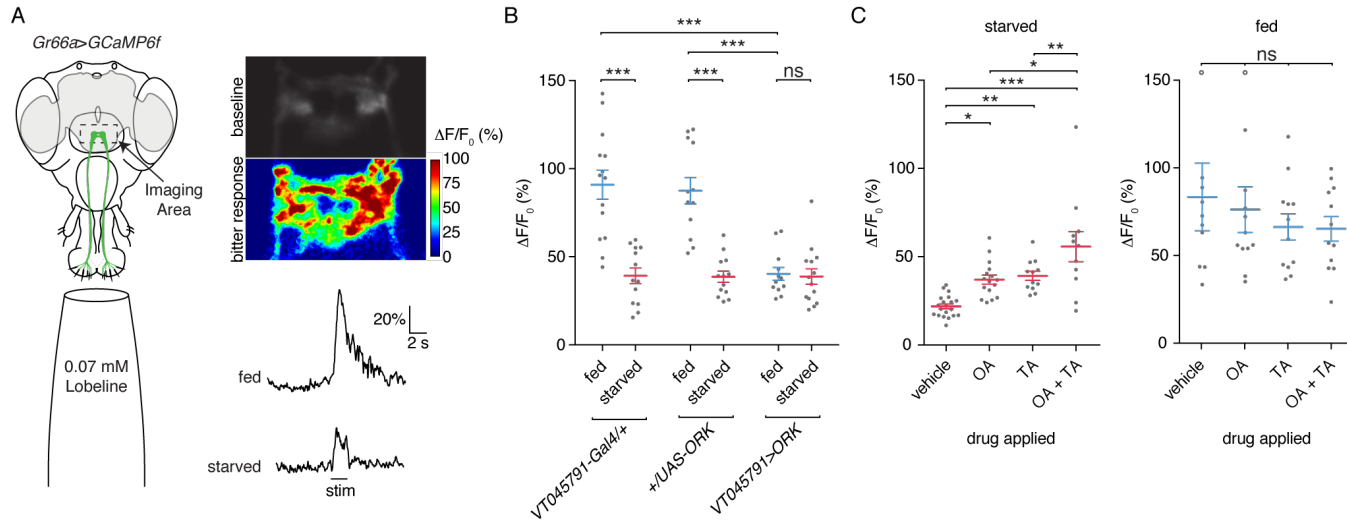 A
Gr66a>GCaMP6f
Imaging
Area
0.07 mM
Lobeline
baseline
bitter response
ΔF/F0 (%)
100
75
50
25
0
20%
2 s
fed
starved
stim
B
***
***
***
***
ns
ΔF/F0 (%)
150
100
50
0
fed
starved
fed
starved
fed
starved
VT045791-Gal4/+
+/UAS-ORK
VT045791>ORK
C
starved
**
*
***
**
*
ΔF/F0 (%)
150
100
50
0
vehicle
OA
TA
OA + TA
drug applied
fed
ns
ΔF/F0 (%)
150
100
50
0
vehicle
OA
TA
OA + TA
drug applied